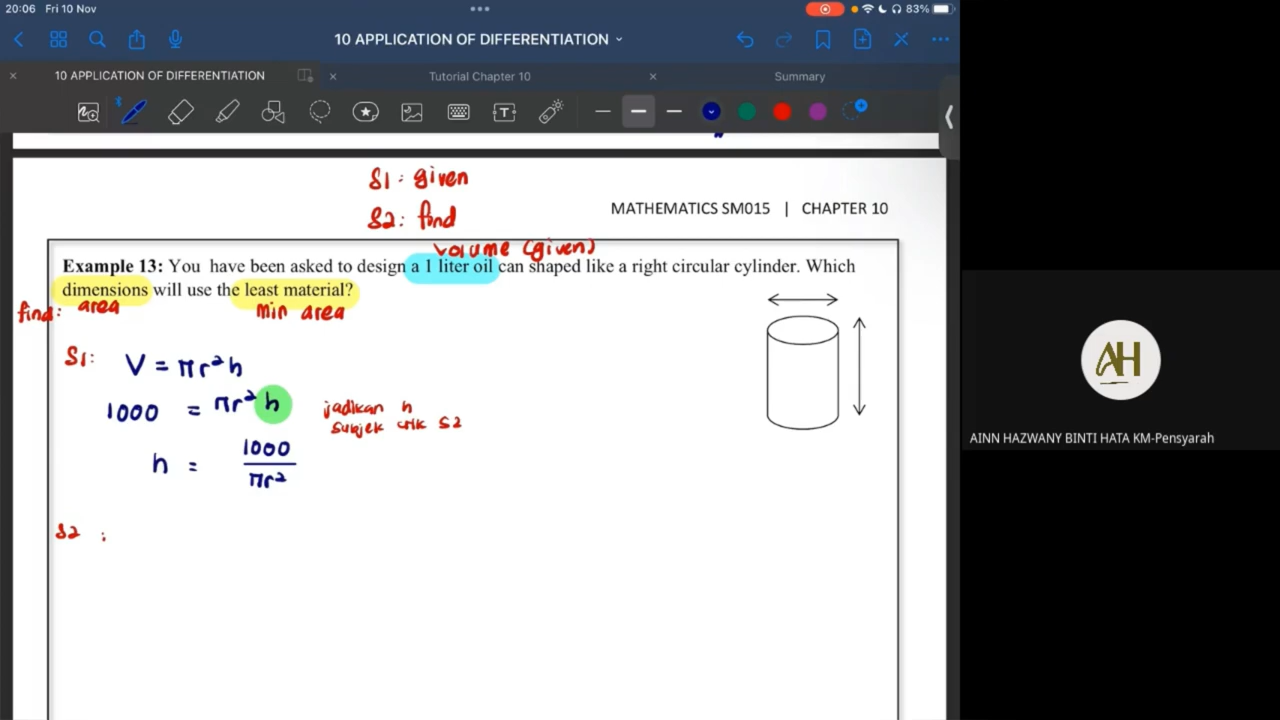 20:06 Fri 10 Nov
83%
10 APPLICATION OF DIFFERENTIATION
10 APPLICATION OF DIFFERENTIATION
Tutorial Chapter 10
Summary
S1: given
S2: find
MATHEMATICS SM015 | CHAPTER 10
volume (given)
Example 13: You have been asked to design a 1 liter oil can shaped like a right circular cylinder. Which
dimensions will use the least material?
find: area
min area
S1: V = πr²h
1000 = πr²h
jadikan h
subjek utk S2
h = 1000/πr²
S2 :
AH
AINN HAZWANY BINTI HATA KM-Pensyarah